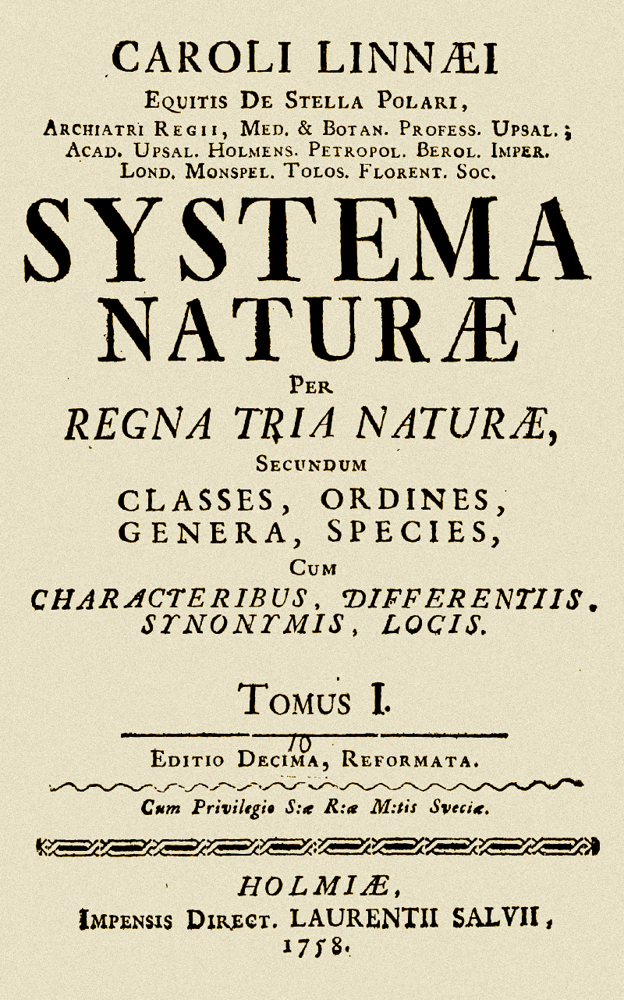 CAROLI LINNÆI
EQUITIS DE STELLA POLARI,
ARCHIATRI REGII, MED. & BOTAN. PROFESS. UPSAL.;
ACAD. UPSAL. HOLMENS. PETROPOL. BEROL. IMPER.
LOND. MONSPEL. TOLOS. FLORENT. SOC.
SYSTEMA
NATURÆ
PER
REGNA TRIA NATURÆ,
SECUNDUM
CLASSES, ORDINES,
GENERA, SPECIES,
CUM
CHARACTERIBUS, DIFFERENTIIS.
SYNONYMIS, LOCIS.
TOMUS I.
10
EDITIO DECIMA, REFORMATA.
Cum Privilegio S:æ R:æ M:tis Sveciæ.
HOLMIÆ,
IMPENSIS DIRECT. LAURENTII SALVII,
1758.